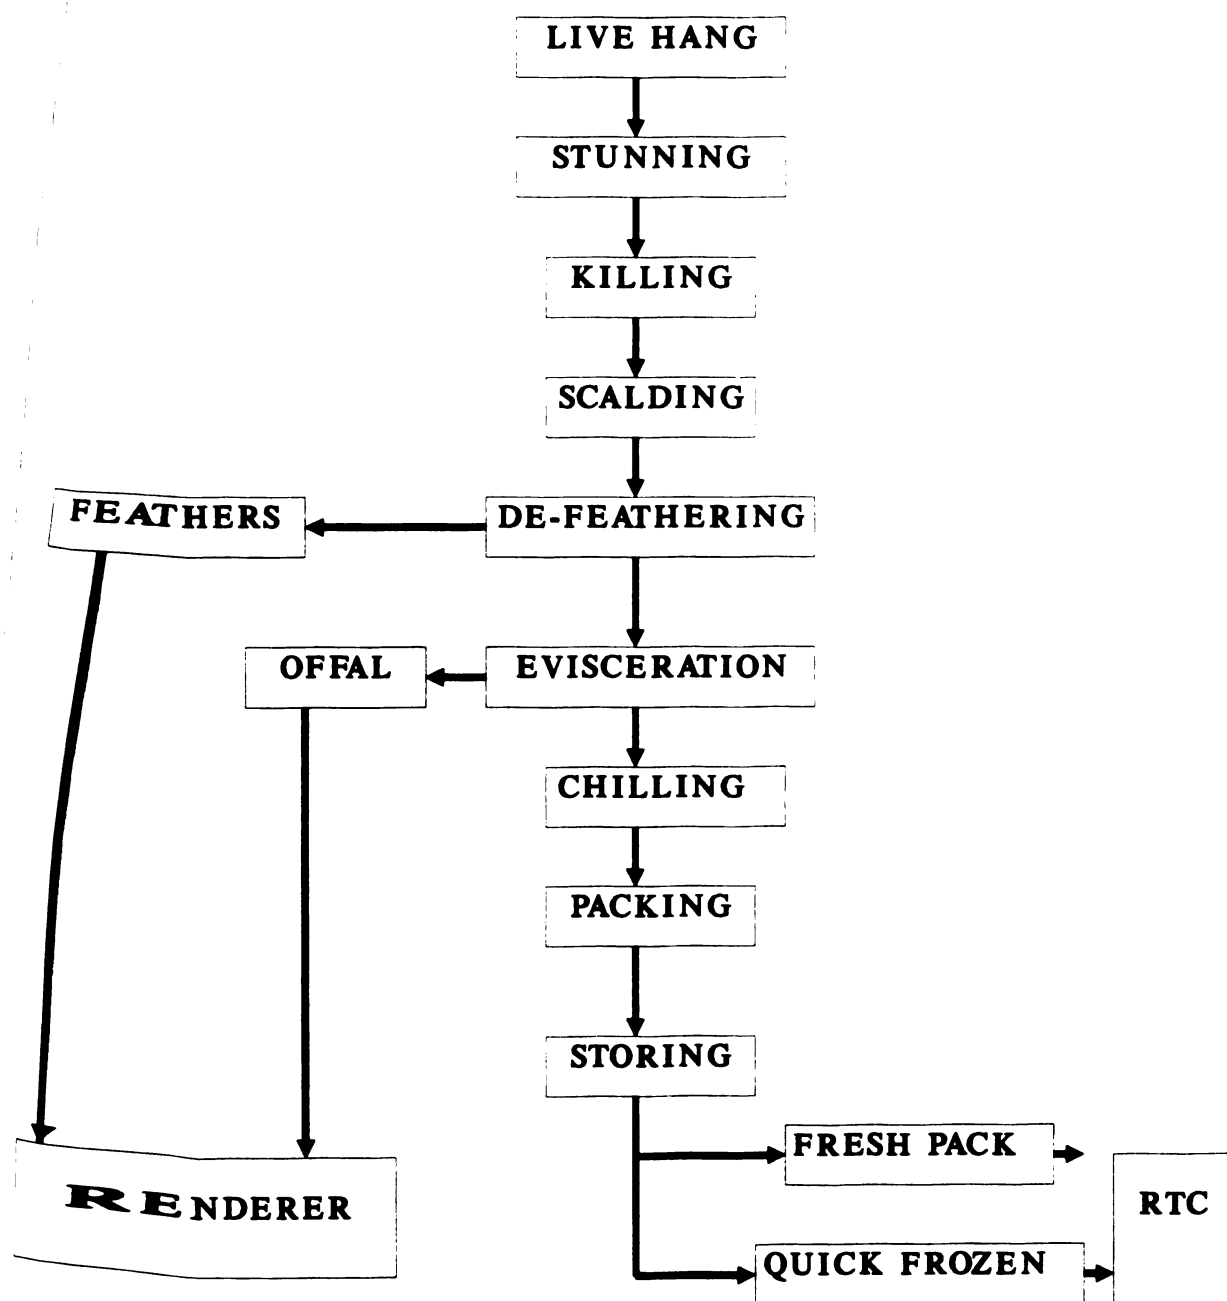 LIVE HANG
STUNNING
KILLING
SCALDING
FEATHERS
DE-FEATHERING
OFFAL
EVISCERATION
CHILLING
PACKING
STORING
FRESH PACK
RENDERER
RTC
QUICK FROZEN